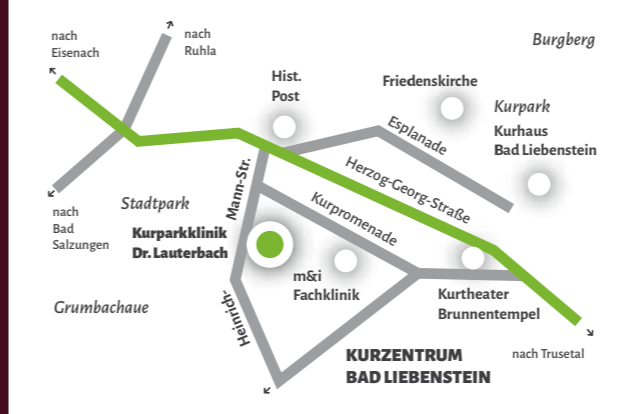 nach
Eisenach
nach
Ruhla
Burgberg
Hist.
Post
Friedenskirche
Kurpark
Kurhaus
Bad Liebenstein
Esplanade
Herzog-Georg-Straße
Mann-Str.
Kurpromenade
Stadtpark
nach
Bad
Salzungen
Kurparkklinik
Dr. Lauterbach
m&i
Fachklinik
Kurtheater
Brunnentempel
Grumbachaue
Heinrich-
KURZENTRUM
BAD LIEBENSTEIN
nach Trusetal